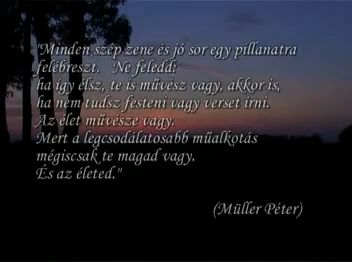 "Minden szép zene és jó sor egy pillanatra
felébreszt.   Ne feledd:
ha így élsz, te is művész vagy, akkor is,
ha nem tudsz festeni vagy verset írni.
Az élet művésze vagy.
Mert a legcsodálatosabb műalkotás
mégiscsak te magad vagy.
És az életed."
(Müller Péter)